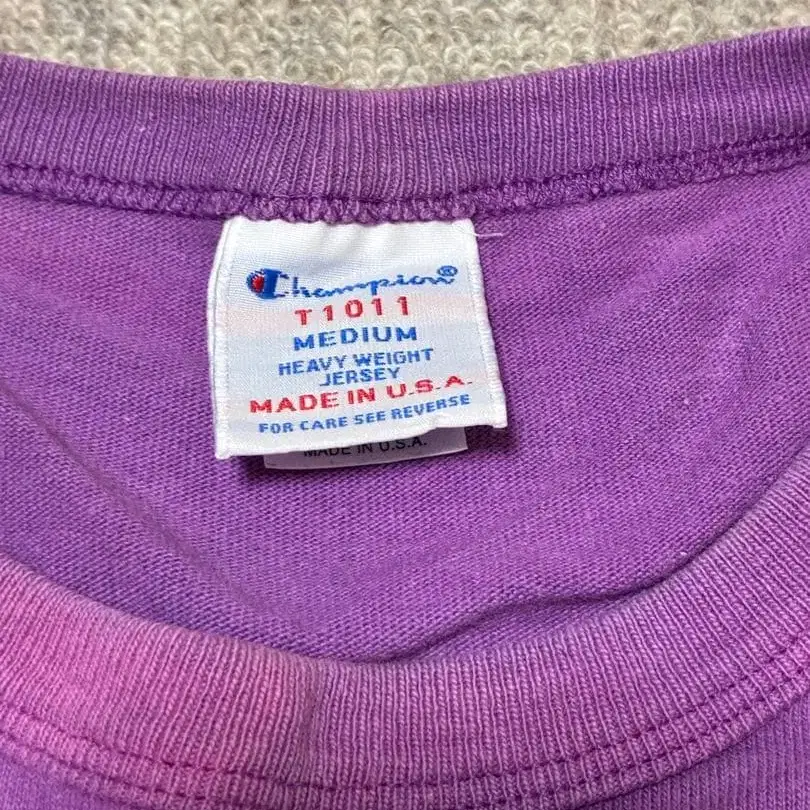 Champion®
T1011
MEDIUM
HEAVY WEIGHT
JERSEY
MADE IN U.S.A.
FOR CARE SEE REVERSE
MADE IN U.S.A.